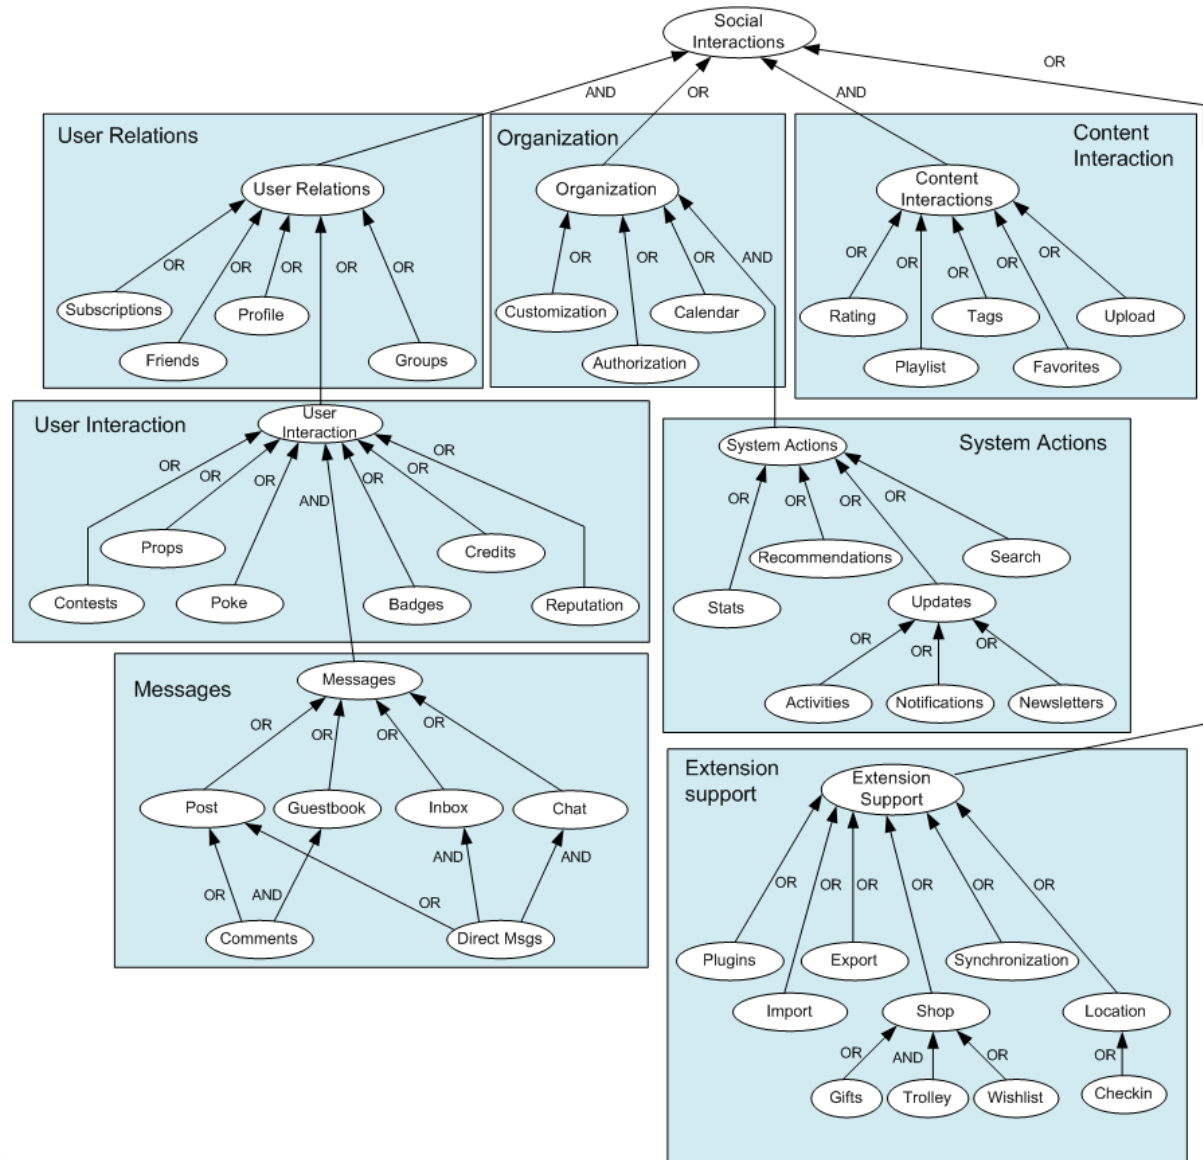 Social
Interactions
OR
AND
OR
AND
User Relations
Organization
Content
Interaction
User Relations
Organization
Content
Interactions
OR
OR
OR
OR
OR
OR
OR
OR
AND
OR
OR
OR
OR
OR
Subscriptions
Profile
Friends
Groups
Customization
Calendar
Authorization
Rating
Tags
Upload
Playlist
Favorites
User Interaction
User
Interaction
OR
OR
OR
AND
OR
OR
OR
Props
Credits
Contests
Poke
Badges
Reputation
System Actions
System Actions
OR
OR
OR
OR
Recommendations
Search
Stats
Updates
OR
OR
OR
Activities
Notifications
Newsletters
Messages
Messages
OR
OR
OR
OR
Post
Guestbook
Inbox
Chat
OR
AND
OR
AND
AND
Comments
Direct Msgs
Extension
support
Extension
Support
OR
OR
OR
OR
OR
OR
Plugins
Export
Synchronization
Import
Shop
Location
OR
AND
OR
OR
Gifts
Trolley
Wishlist
Checkin